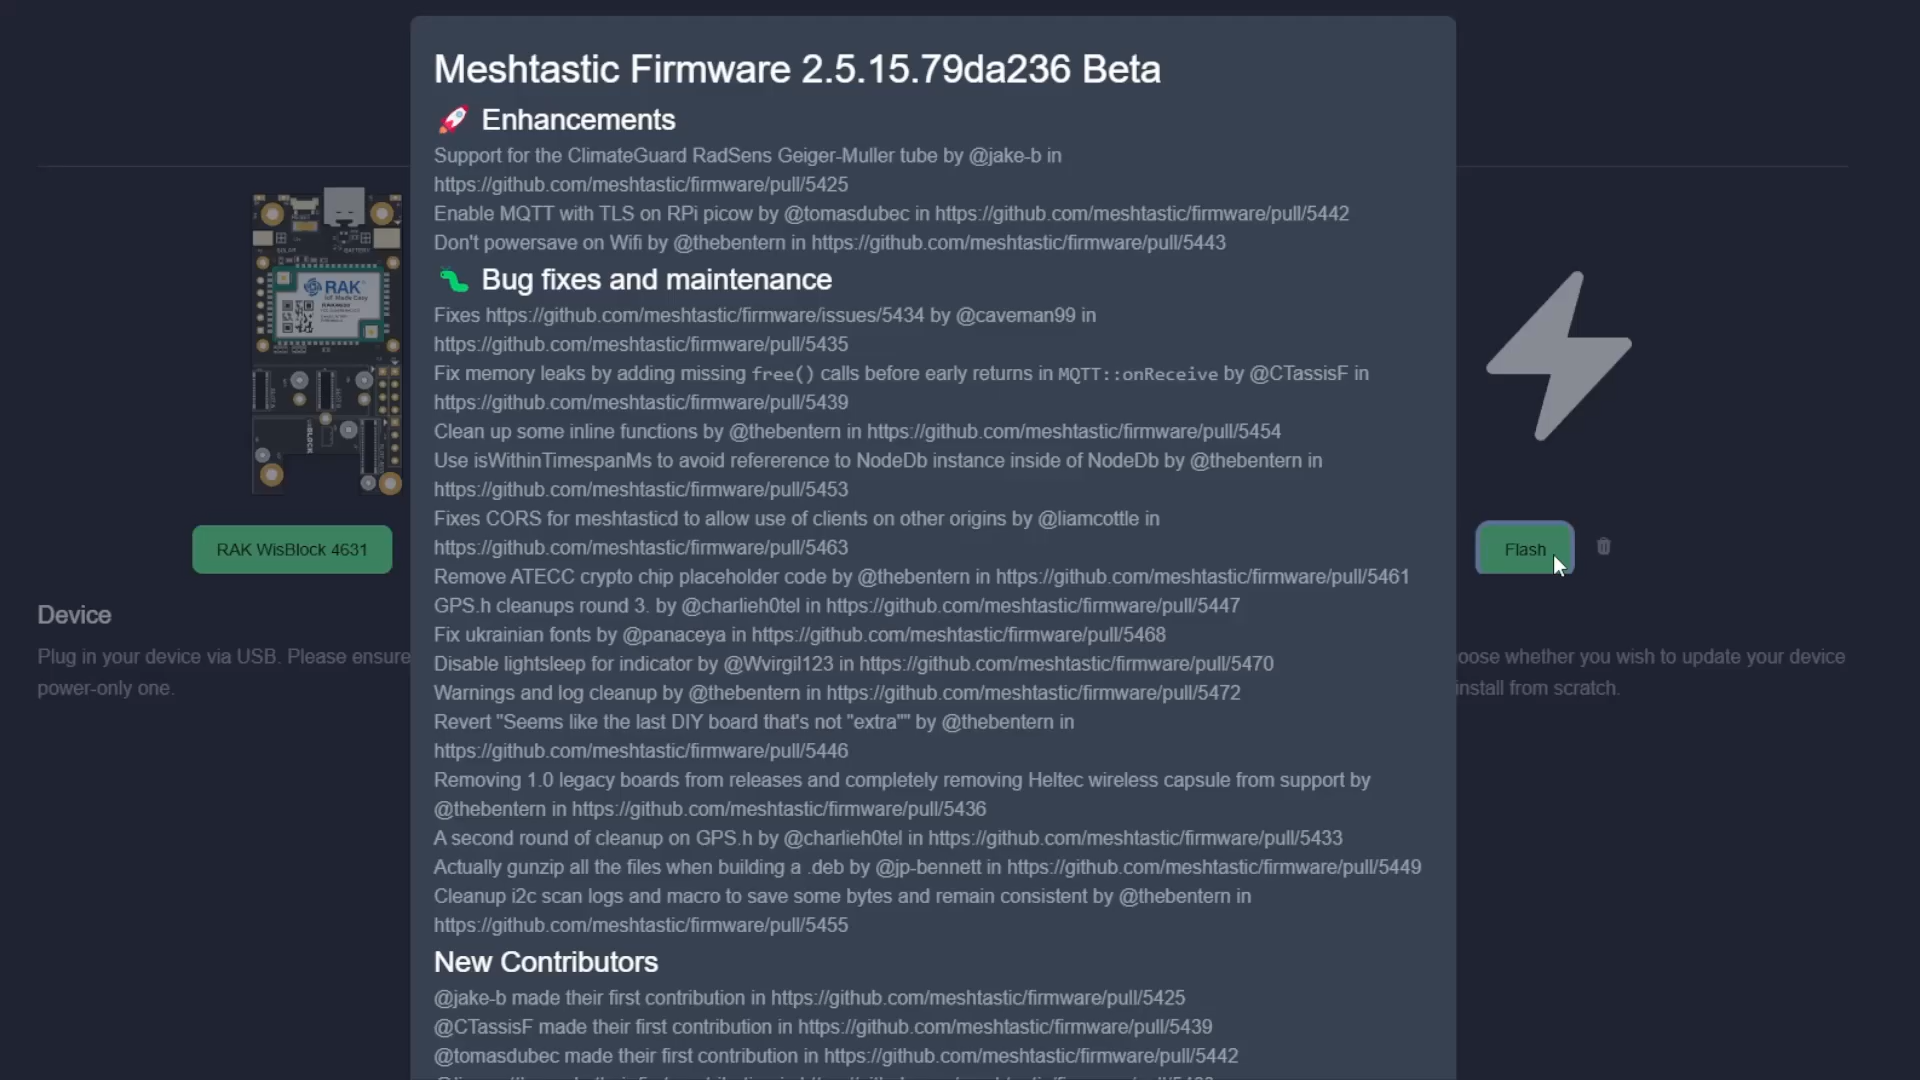 Meshtastic Firmware 2.5.15.79da236 Beta
🚀 Enhancements
Support for the ClimateGuard RadSens Geiger-Muller tube by @jake-b in
https://github.com/meshtastic/firmware/pull/5425
Enable MQTT with TLS on RPi picow by @tomasdubec in https://github.com/meshtastic/firmware/pull/5442
Don't powersave on Wifi by @thebentern in https://github.com/meshtastic/firmware/pull/5443
🐛 Bug fixes and maintenance
Fixes https://github.com/meshtastic/firmware/issues/5434 by @caveman99 in
https://github.com/meshtastic/firmware/pull/5435
Fix memory leaks by adding missing free() calls before early returns in MQTT::onReceive by @CTassisF in
https://github.com/meshtastic/firmware/pull/5439
Clean up some inline functions by @thebentern in https://github.com/meshtastic/firmware/pull/5454
Use isWithinTimespanMs to avoid refererence to NodeDb instance inside of NodeDb by @thebentern in
https://github.com/meshtastic/firmware/pull/5453
Fixes CORS for meshtasticd to allow use of clients on other origins by @liamcottle in
https://github.com/meshtastic/firmware/pull/5463
Remove ATECC crypto chip placeholder code by @thebentern in https://github.com/meshtastic/firmware/pull/5461
GPS.h cleanups round 3. by @charlieh0tel in https://github.com/meshtastic/firmware/pull/5447
Fix ukrainian fonts by @panaceya in https://github.com/meshtastic/firmware/pull/5468
Disable lightsleep for indicator by @Wvirgil123 in https://github.com/meshtastic/firmware/pull/5470
Warnings and log cleanup by @thebentern in https://github.com/meshtastic/firmware/pull/5472
Revert "Seems like the last DIY board that's not "extra"" by @thebentern in
https://github.com/meshtastic/firmware/pull/5446
Removing 1.0 legacy boards from releases and completely removing Heltec wireless capsule from support by
@thebentern in https://github.com/meshtastic/firmware/pull/5436
A second round of cleanup on GPS.h by @charlieh0tel in https://github.com/meshtastic/firmware/pull/5433
Actually gunzip all the files when building a .deb by @jp-bennett in https://github.com/meshtastic/firmware/pull/5449
Cleanup i2c scan logs and macro to save some bytes and remain consistent by @thebentern in
https://github.com/meshtastic/firmware/pull/5455
New Contributors
@jake-b made their first contribution in https://github.com/meshtastic/firmware/pull/5425
@CTassisF made their first contribution in https://github.com/meshtastic/firmware/pull/5439
@tomasdubec made their first contribution in https://github.com/meshtastic/firmware/pull/5442
RAK
RAK WisBlock 4631
Device
Plug in your device via USB. Please ensure
power-only one.
Flash
oose whether you wish to update your device
install from scratch.